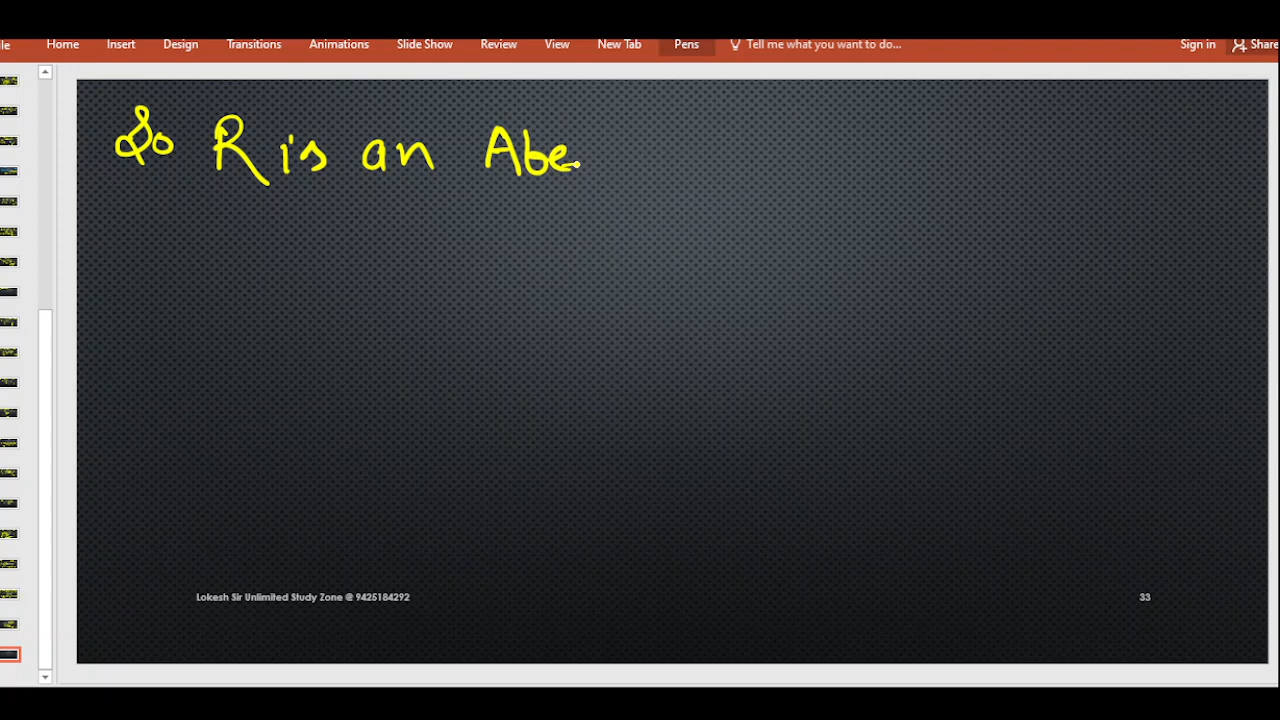 le Home Insert Design Transitions Animations Slide Show Review View New Tab Pens Tell me what you want to do... Sign in Share
So R is an Abe
Lokesh Sir Unlimited Study Zone @ 9425184292 33